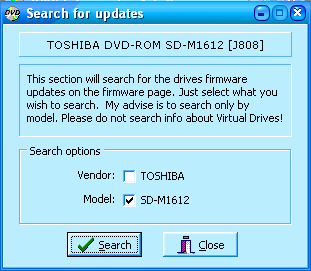 Search for updates
TOSHIBA DVD-ROM SD-M1612 [J808]
This section will search for the drives firmware
updates on the firmware page. Just select what you
wish to search. My advise is to search only by
model. Please do not search info about Virtual Drives!
Search options
Vendor: TOSHIBA
Model: SD-M1612
Search Close